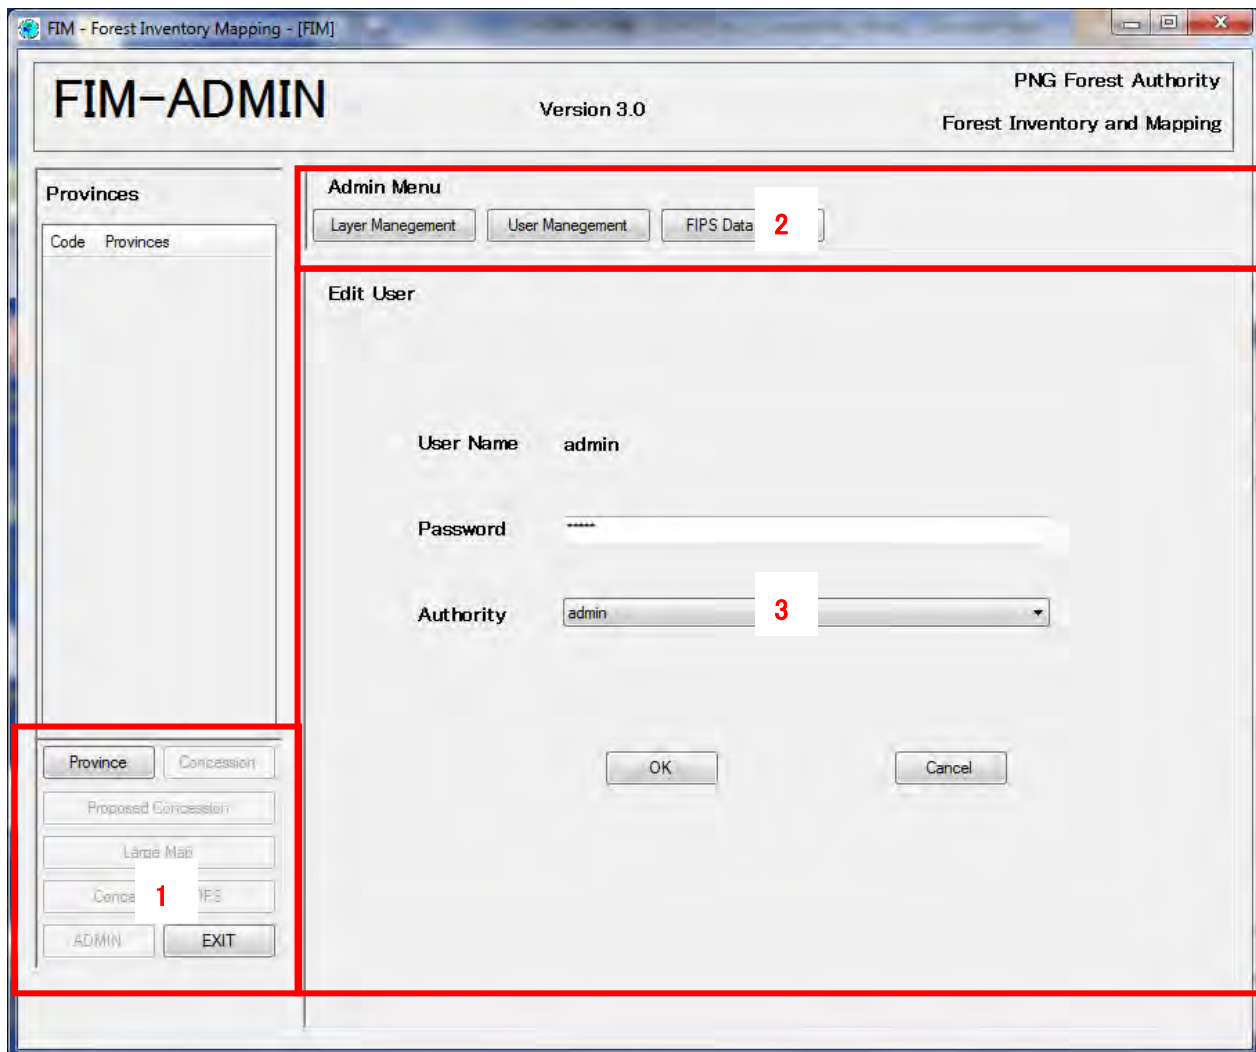 FIM - Forest Inventory Mapping - [FIM]
FIM-ADMIN
Version 3.0
PNG Forest Authority
Forest Inventory and Mapping
Provinces
Code Provinces
Admin Menu
Layer Manegement User Manegement FIPS Data 2
Edit User
User Name admin
Password *****
Authority admin 3
OK Cancel
Province Concession
Proposed Concession
Large Map
1
ADMIN EXIT